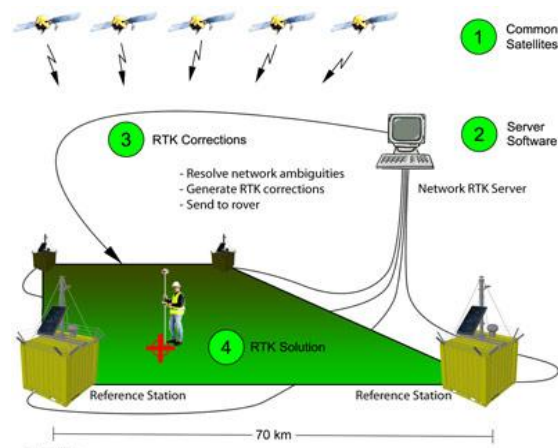 1
Common
Satellites
3
RTK Corrections
2
Server
Software
- Resolve network ambiguities
- Generate RTK corrections
- Send to rover
Network RTK Server
4
RTK Solution
Reference Station
Reference Station
70 km